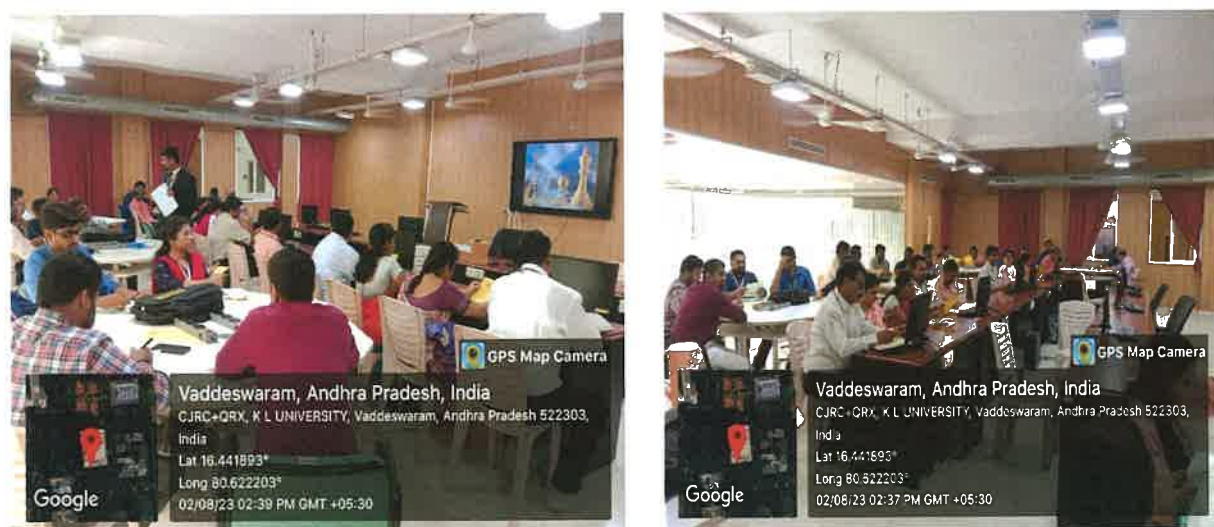 GPS Map Camera
Vaddeswaram, Andhra Pradesh, India
CJRC+QRX, K L UNIVERSITY, Vaddeswaram, Andhra Pradesh 522303,
India
Lat 16.441893°
Long 80.622203°
02/08/23 02:39 PM GMT +05:30
Google
GPS Map Camera
Vaddeswaram, Andhra Pradesh, India
CJRC+QRX, K L UNIVERSITY, Vaddeswaram, Andhra Pradesh 522303,
India
Lat 16.441893°
Long 80.622203°
02/08/23 02:37 PM GMT +05:30
Google